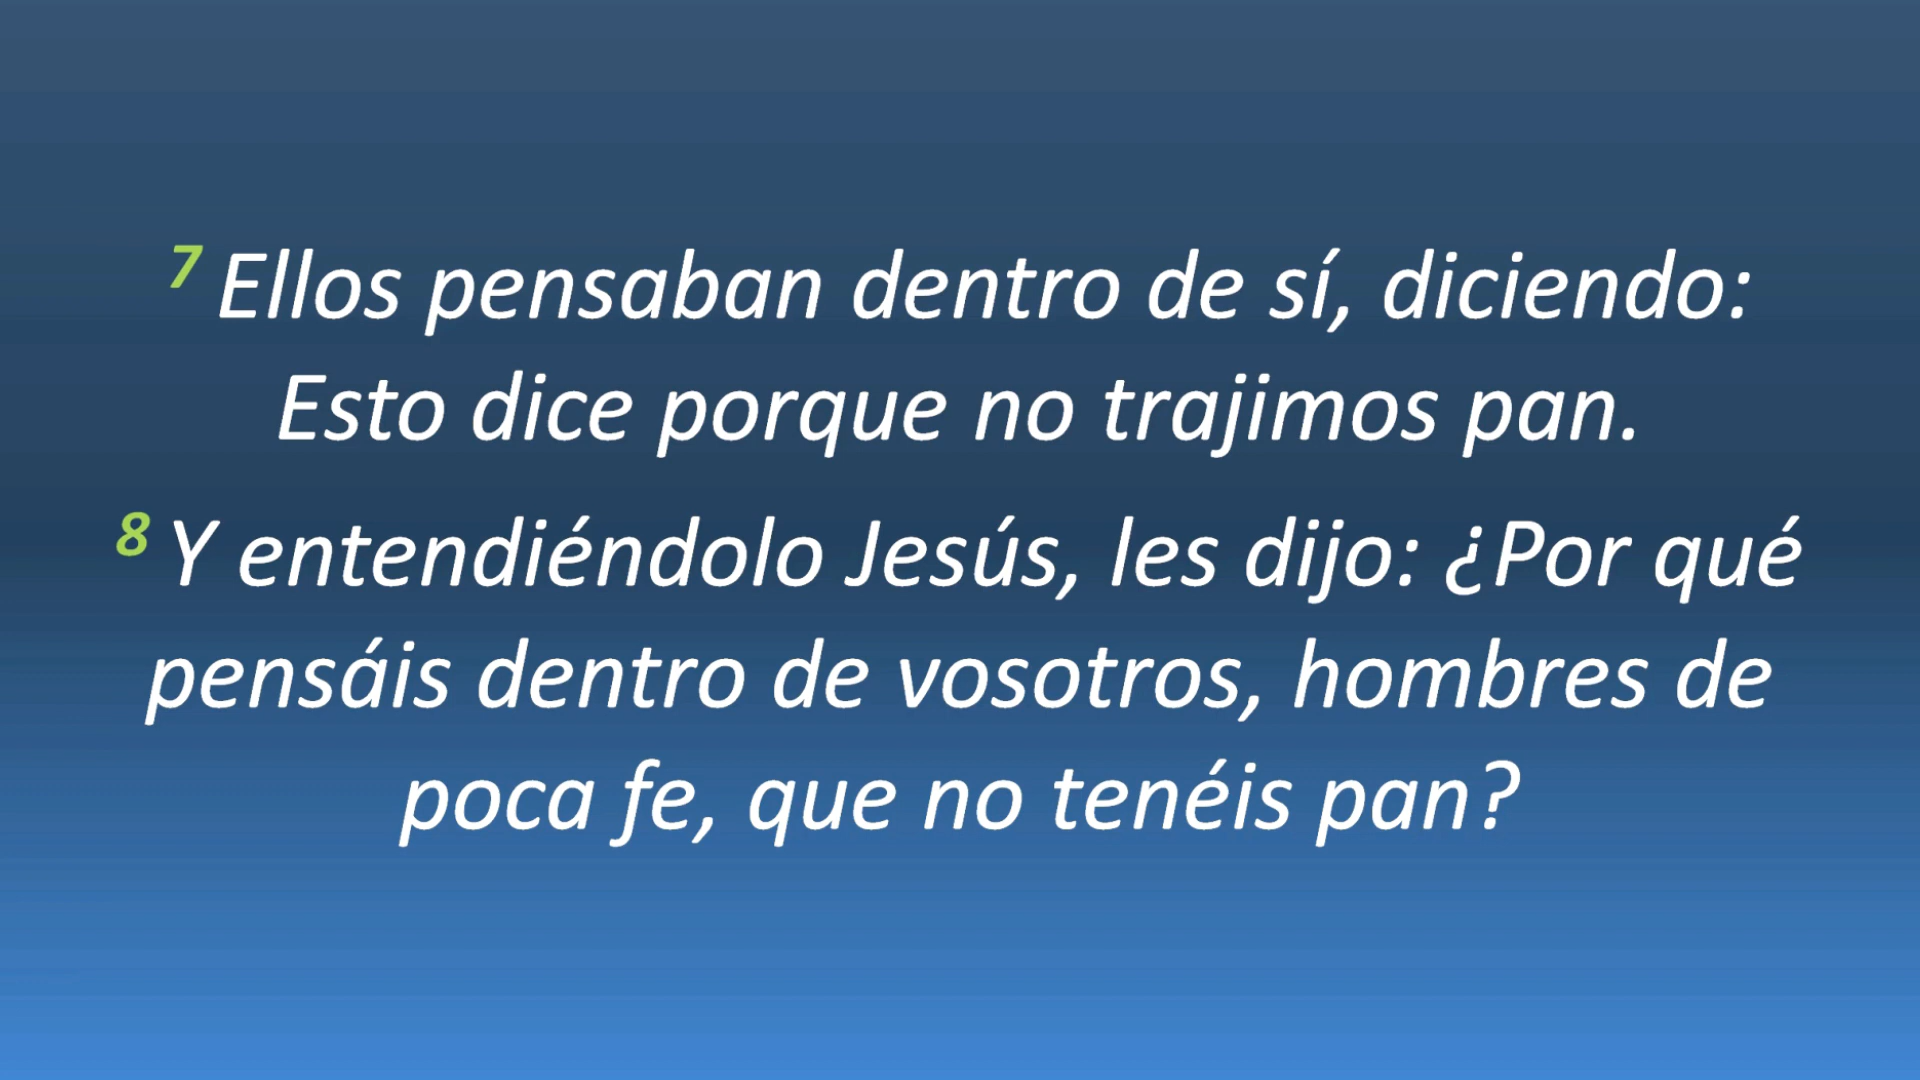 7 Ellos pensaban dentro de sí, diciendo:
Esto dice porque no trajimos pan.
8 Y entendiéndolo Jesús, les dijo: ¿Por qué
pensáis dentro de vosotros, hombres de
poca fe, que no tenéis pan?